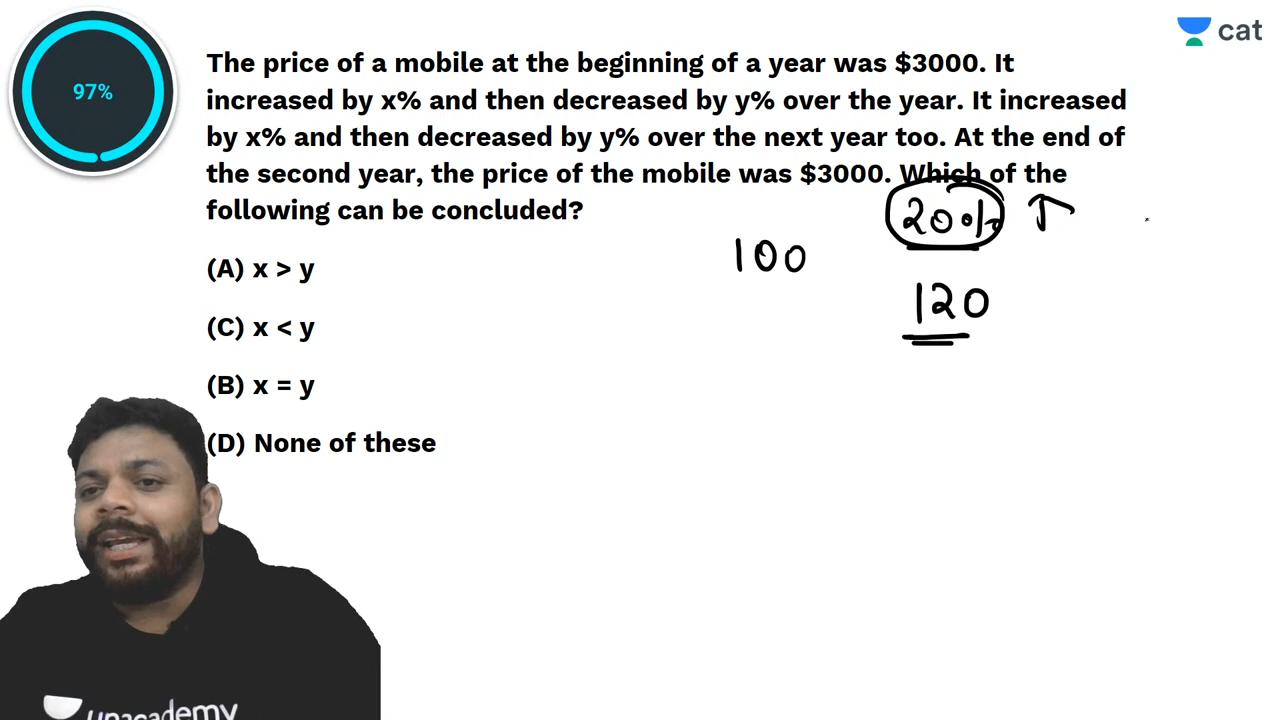 97%
cat
The price of a mobile at the beginning of a year was $3000. It
increased by x% and then decreased by y% over the year. It increased
by x% and then decreased by y% over the next year too. At the end of
the second year, the price of the mobile was $3000. Which of the
following can be concluded?
20% ↑
100
(A) x > y
120
(C) x < y
(B) x = y
(D) None of these
unacademy